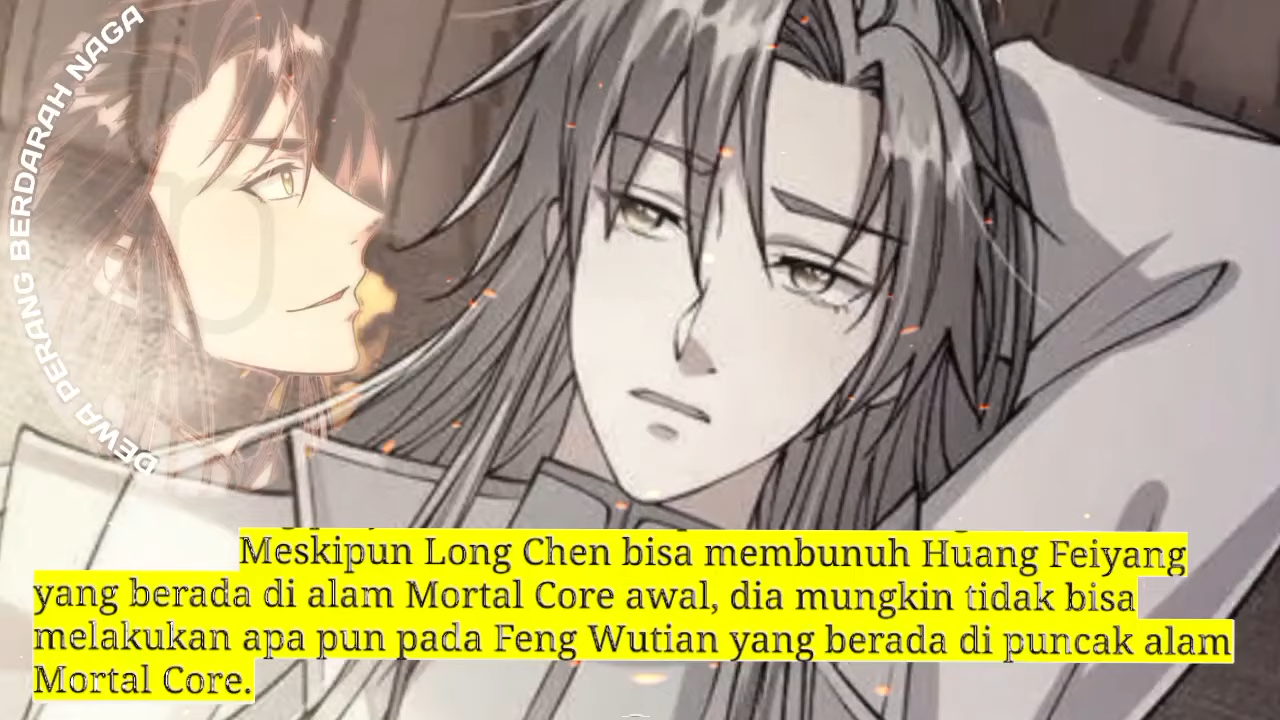 DEWA PERANG BERDARAH NAGA
Meskipun Long Chen bisa membunuh Huang Feiyang
yang berada di alam Mortal Core awal, dia mungkin tidak bisa
melakukan apa pun pada Feng Wutian yang berada di puncak alam
Mortal Core.